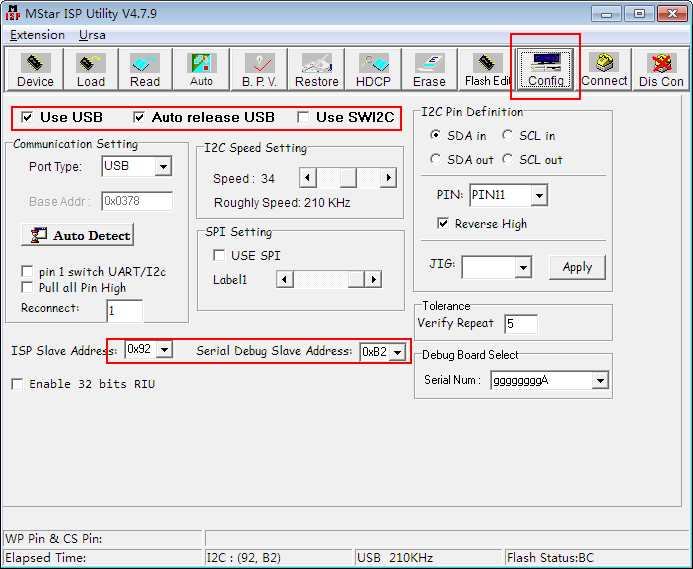 MStar ISP Utility V4.7.9
Extension Ursa
Device Load Read Auto B. P. V. Restore HDCP Erase Flash Edit Config Connect Dis Con
Use USB Auto release USB Use SWI2C
Communication Setting
Port Type: USB
Base Addr : 0x0378
Auto Detect
pin 1 switch UART/I2c
Pull all Pin High
Reconnect: 1
I2C Speed Setting
Speed : 34
Roughly Speed: 210 KHz
SPI Setting
USE SPI
Label1
I2C Pin Definition
SDA in SCL in
SDA out SCL out
PIN: PIN11
Reverse High
JIG: Apply
Tolerance
Verify Repeat 5
ISP Slave Address: 0x92 Serial Debug Slave Address: 0xB2
Debug Board Select
Serial Num : ggggggggA
Enable 32 bits RIU
WP Pin & CS Pin:
Elapsed Time: I2C : (92, B2) USB 210KHz Flash Status:BC